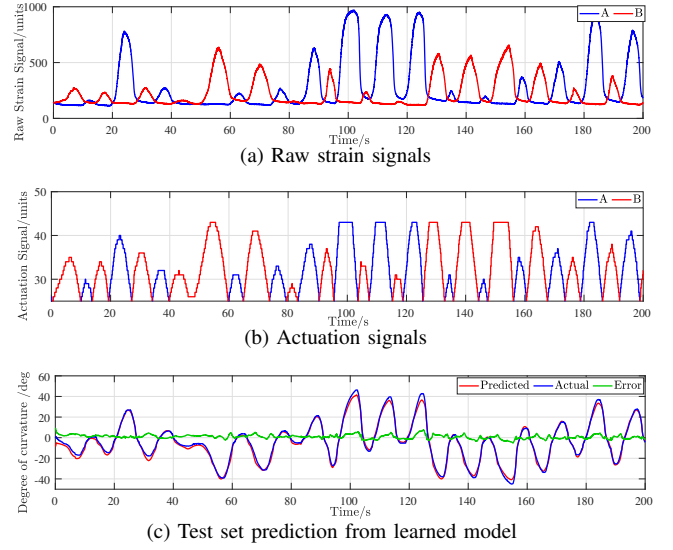 Raw Strain Signal/units
1000
500
0
A B
0 20 40 60 80 100 120 140 160 180 200
Time/s
(a) Raw strain signals
Actuation Signal/units
50
40
30
A B
0 20 40 60 80 100 120 140 160 180 200
Time/s
(b) Actuation signals
Degree of curvature /deg
60
40
20
0
-20
-40
Predicted Actual Error
0 20 40 60 80 100 120 140 160 180 200
Time/s
(c) Test set prediction from learned model